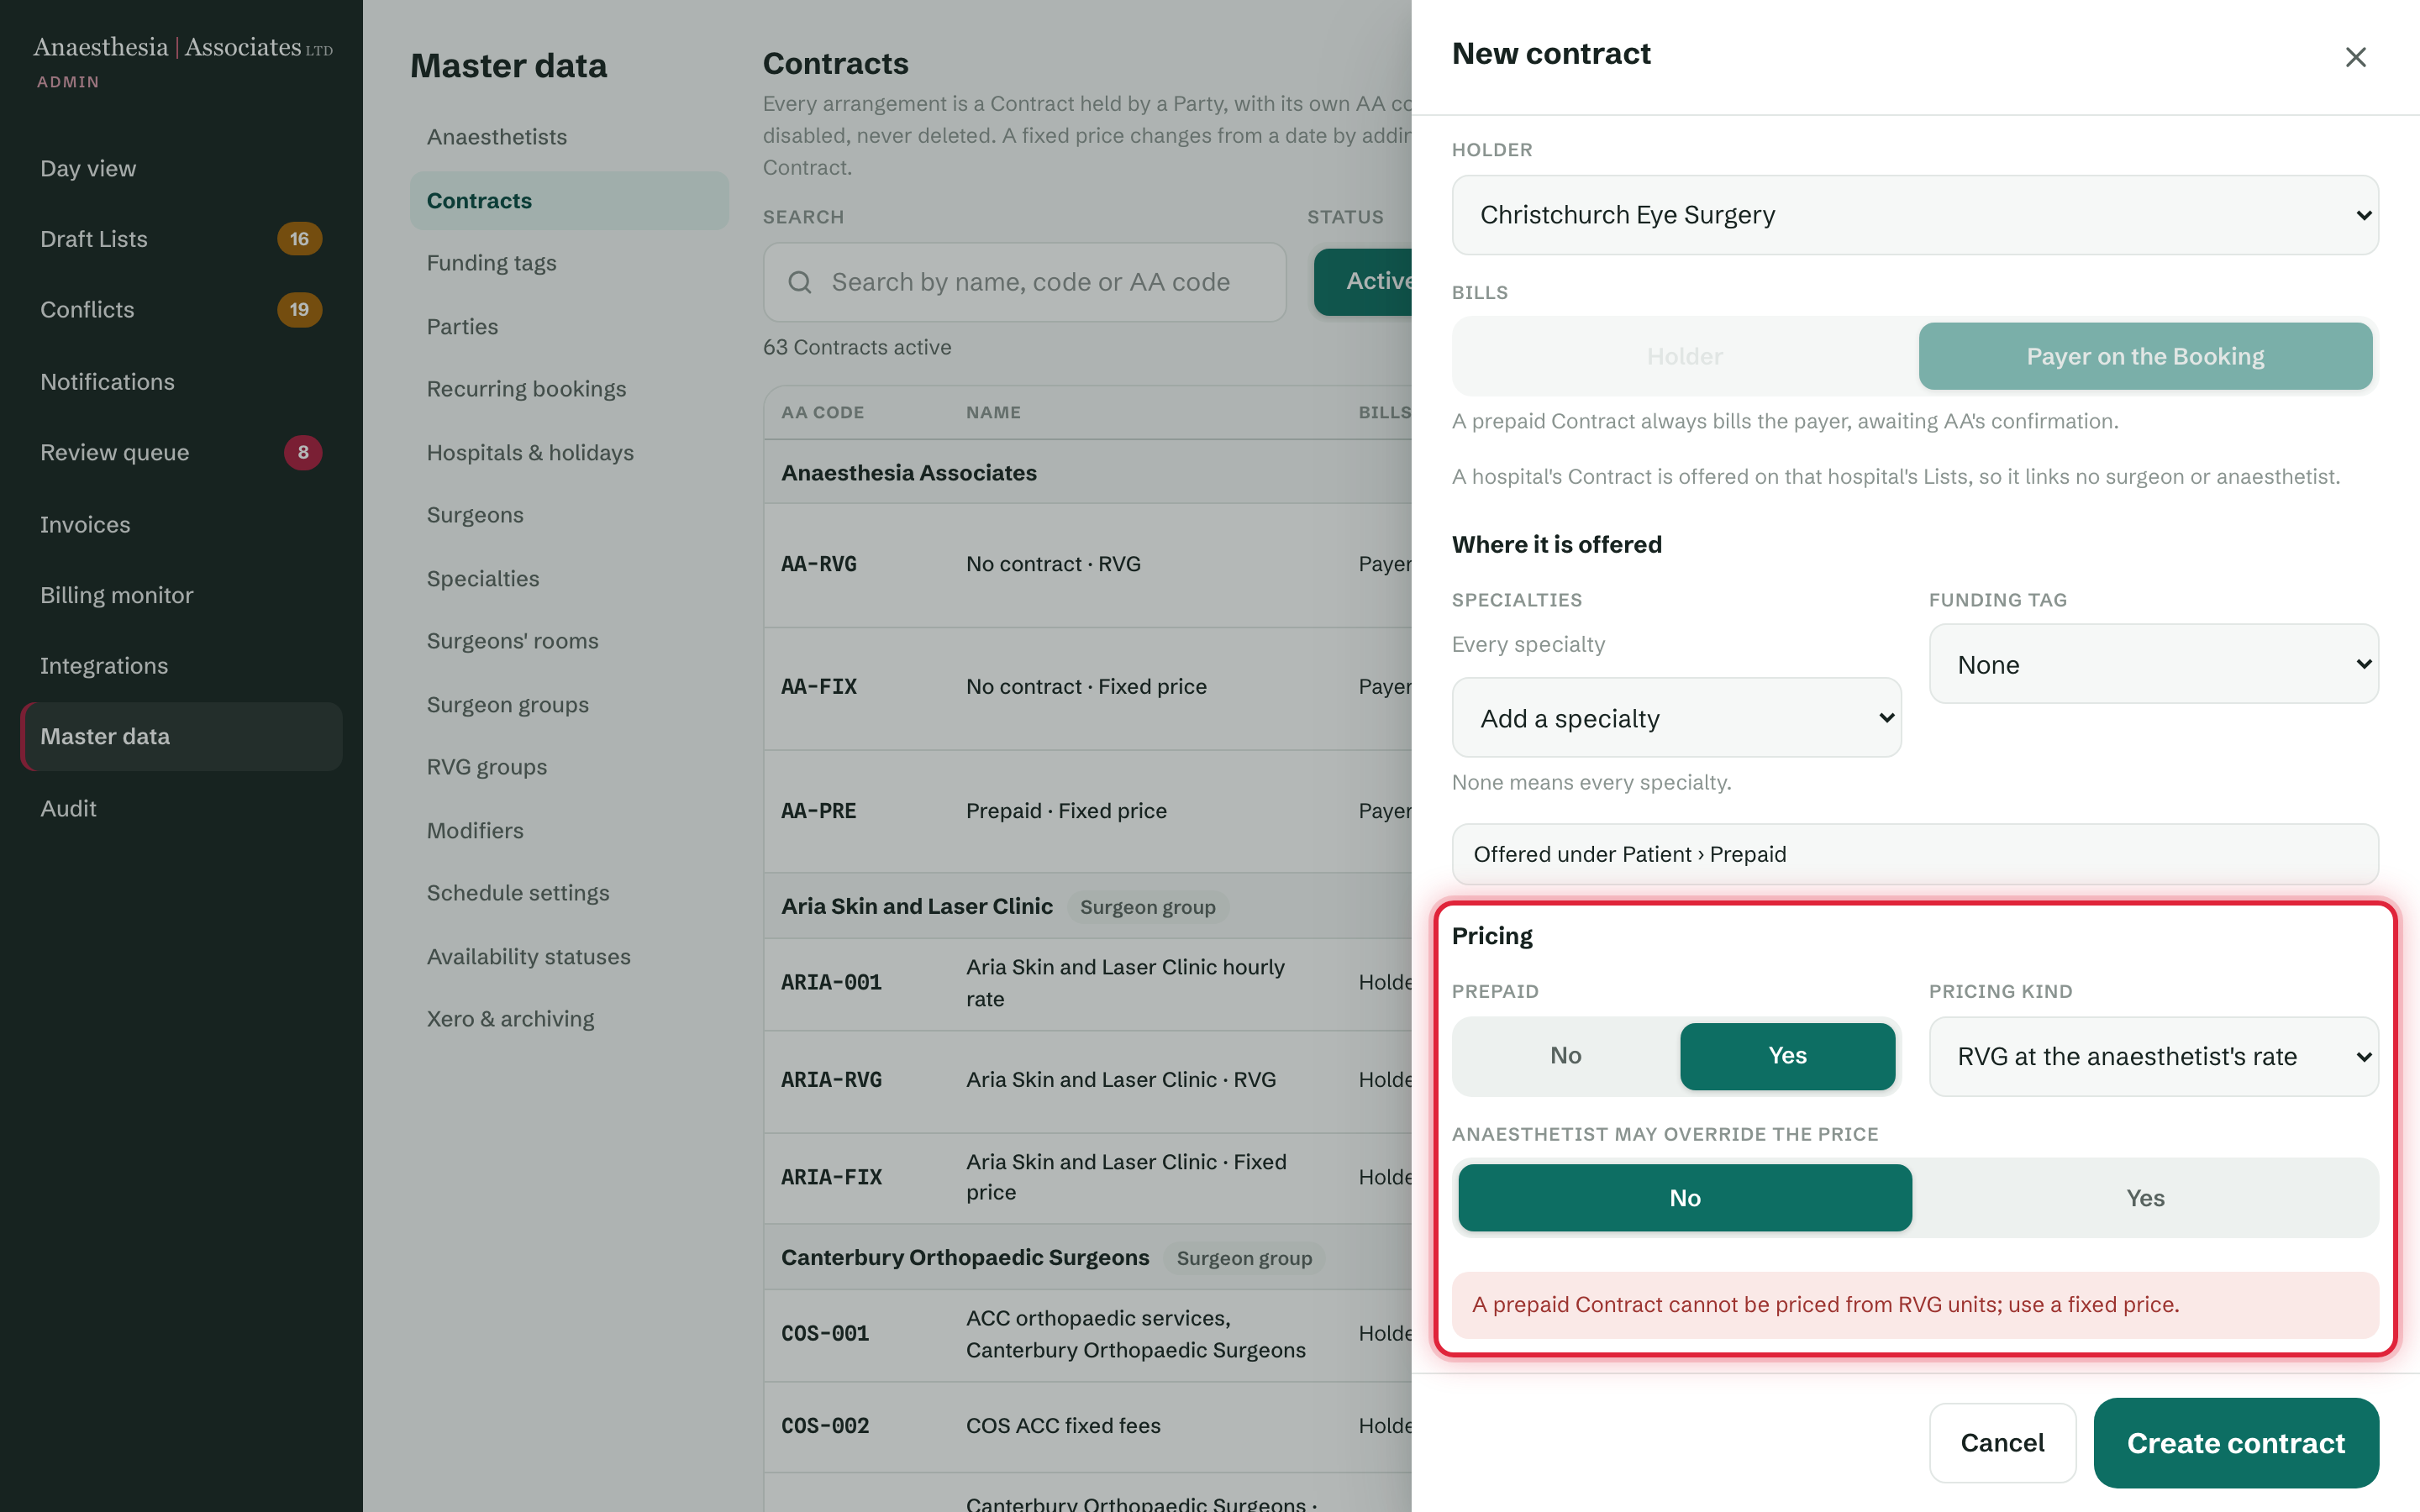 Anaesthesia | Associates LTD
ADMIN
Day view
Draft Lists 16
Conflicts 19
Notifications
Review queue 8
Invoices
Billing monitor
Integrations
Master data
Audit
Master data
Anaesthetists
Contracts
Funding tags
Parties
Recurring bookings
Hospitals & holidays
Surgeons
Specialties
Surgeons' rooms
Surgeon groups
RVG groups
Modifiers
Schedule settings
Availability statuses
Xero & archiving
Contracts
Every arrangement is a Contract held by a Party, with its own AA
disabled, never deleted. A fixed price changes from a date by
Contract.
SEARCH STATUS
Search by name, code or AA code
Active
63 Contracts active
AA CODE NAME BILLS
Anaesthesia Associates
AA-RVG No contract · RVG Payer
AA-FIX No contract · Fixed price Payer
AA-PRE Prepaid · Fixed price Payer
Aria Skin and Laser Clinic Surgeon group
ARIA-001 Aria Skin and Laser Clinic hourly
rate
Holde
ARIA-RVG Aria Skin and Laser Clinic · RVG Holde
ARIA-FIX Aria Skin and Laser Clinic · Fixed
price
Holde
Canterbury Orthopaedic Surgeons Surgeon group
COS-001 ACC orthopaedic services,
Canterbury Orthopaedic Surgeons
Holde
COS-002 COS ACC fixed fees Holde
Canterbury Orthopaedic Surgeons ·
New contract
HOLDER
Christchurch Eye Surgery
BILLS
Holder Payer on the Booking
A prepaid Contract always bills the payer, awaiting AA's confirmation.
A hospital's Contract is offered on that hospital's Lists, so it links no surgeon or anaesthetist.
Where it is offered
SPECIALTIES FUNDING TAG
Every specialty
None
Add a specialty
None means every specialty.
Offered under Patient › Prepaid
Pricing
PREPAID PRICING KIND
No Yes RVG at the anaesthetist's rate
ANAESTHETIST MAY OVERRIDE THE PRICE
No Yes
A prepaid Contract cannot be priced from RVG units; use a fixed price.
Cancel Create contract